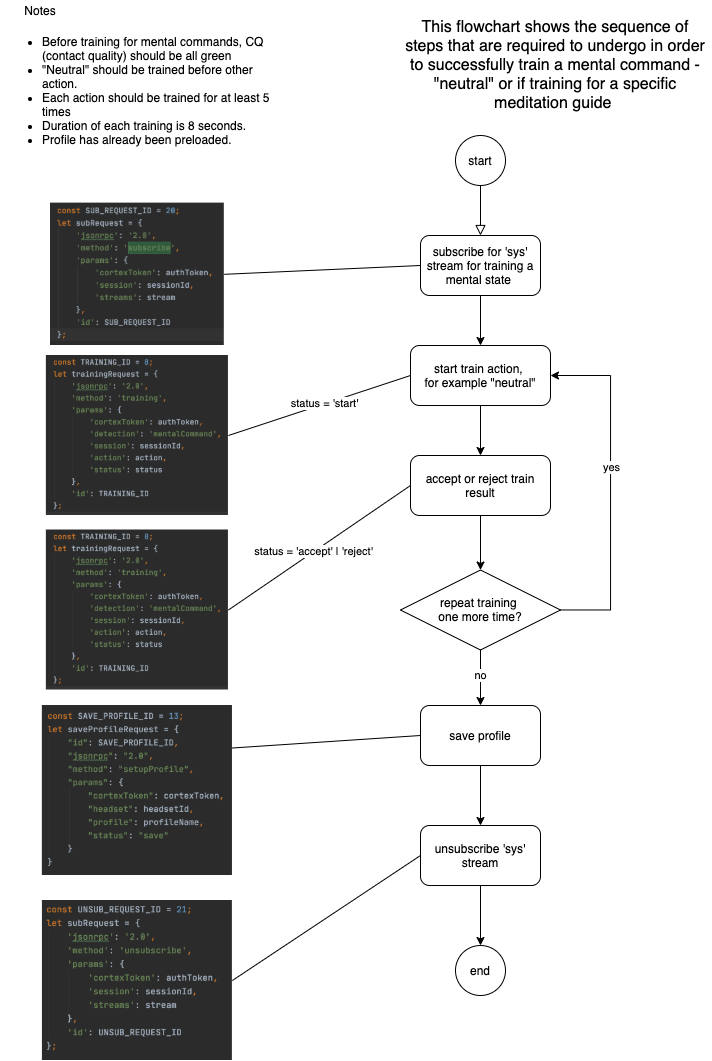 Notes
• Before training for mental commands, CQ
(contact quality) should be all green
• "Neutral" should be trained before other
action.
• Each action should be trained for at least 5
times
• Duration of each training is 8 seconds.
• Profile has already been preloaded.
This flowchart shows the sequence of
steps that are required to undergo in order
to successfully train a mental command -
"neutral" or if training for a specific
meditation guide
start
const SUB_REQUEST_ID = 20;
let subRequest = {
'jsonrpc': '2.0',
'method': 'subscribe',
'params': {
'cortexToken': authToken,
'session': sessionId,
'streams': stream
},
'id': SUB_REQUEST_ID
};
subscribe for 'sys'
stream for training a
mental state
const TRAINING_ID = 8;
let trainingRequest = {
'jsonrpc': '2.0',
'method': 'training',
'params': {
'cortexToken': authToken,
'detection': 'mentalCommand',
'session': sessionId,
'action': action,
'status': status
},
'id': TRAINING_ID
};
status = 'start'
start train action,
for example "neutral"
yes
accept or reject train
result
const TRAINING_ID = 8;
let trainingRequest = {
'jsonrpc': '2.0',
'method': 'training',
'params': {
'cortexToken': authToken,
'detection': 'mentalCommand',
'session': sessionId,
'action': action,
'status': status
},
'id': TRAINING_ID
};
status = 'accept' | 'reject'
repeat training
one more time?
no
const SAVE_PROFILE_ID = 13;
let saveProfileRequest = {
"id": SAVE_PROFILE_ID,
"jsonrpc": "2.0",
"method": "setupProfile",
"params": {
"cortexToken": cortexToken,
"headset": headsetId,
"profile": profileName,
"status": "save"
}
}
save profile
unsubscribe 'sys'
stream
const UNSUB_REQUEST_ID = 21;
let subRequest = {
'jsonrpc': '2.0',
'method': 'unsubscribe',
'params': {
'cortexToken': authToken,
'session': sessionId,
'streams': stream
},
'id': UNSUB_REQUEST_ID
};
end